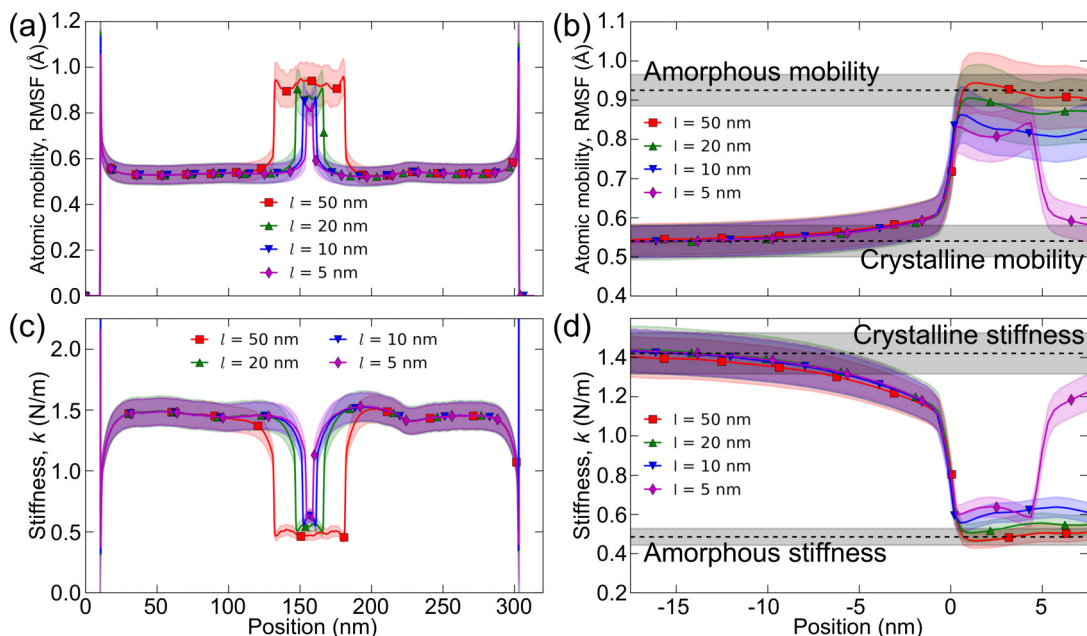 (a)
Atomic mobility, RMSF (Å)
1.2
1.0
0.8
0.6
0.4
0.2
0.0
l = 50 nm
l = 20 nm
l = 10 nm
l = 5 nm
(b)
Atomic mobility, RMSF (Å)
1.1
1.0
0.9
0.8
0.7
0.6
0.5
0.4
Amorphous mobility
l = 50 nm
l = 20 nm
l = 10 nm
l = 5 nm
Crystalline mobility
(c)
Stiffness, k (N/m)
2.0
1.5
1.0
0.5
0.0
l = 50 nm
l = 20 nm
l = 10 nm
l = 5 nm
0 50 100 150 200 250 300
Position (nm)
(d)
Stiffness, k (N/m)
1.4
1.2
1.0
0.8
0.6
0.4
0.2
Crystalline stiffness
l = 50 nm
l = 20 nm
l = 10 nm
l = 5 nm
Amorphous stiffness
-15 -10 -5 0 5
Position (nm)